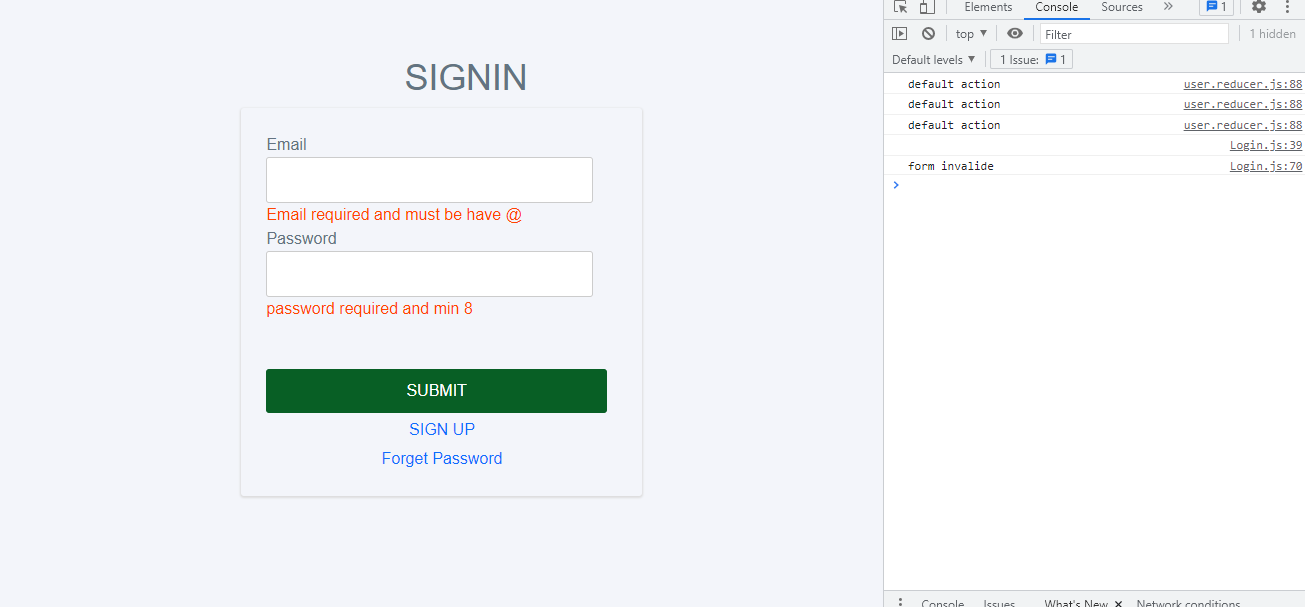 Elements Console Sources » 1
top ▼ Filter 1 hidden
Default levels ▼ 1 Issue: 1
SIGNIN
Email
Email required and must be have @
Password
password required and min 8
SUBMIT
SIGN UP
Forget Password
default action user.reducer.js:88
default action user.reducer.js:88
default action user.reducer.js:88
Login.js:39
form invalide Login.js:70
Console Issues What's New × Network conditions